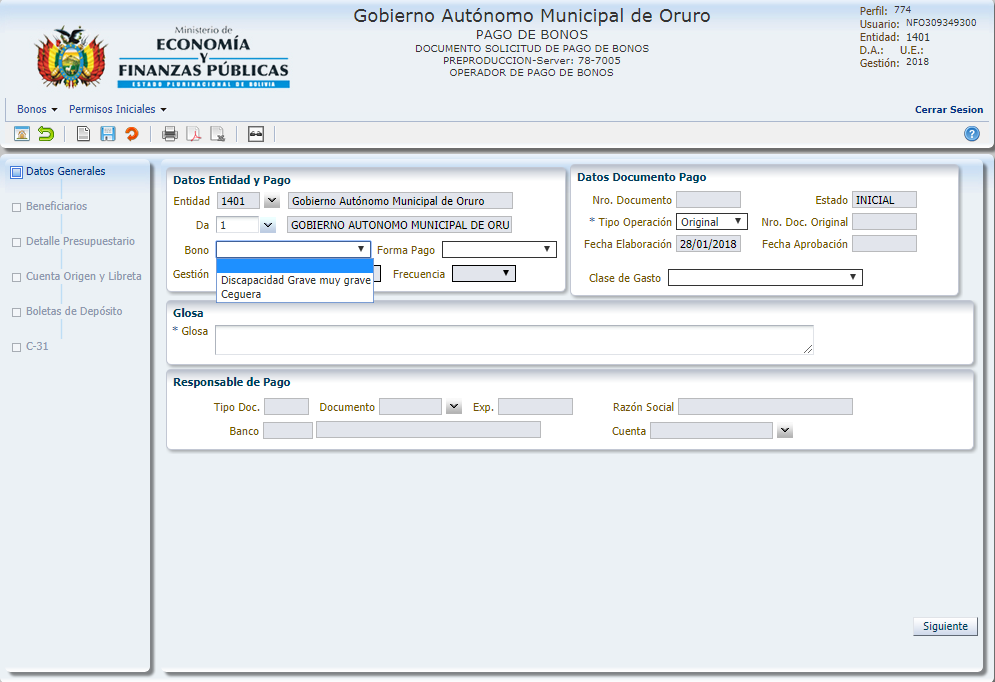 Ministerio de
ECONOMÍA
Y
FINANZAS PÚBLICAS
ESTADO PLURINACIONAL DE BOLIVIA
Gobierno Autónomo Municipal de Oruro
PAGO DE BONOS
DOCUMENTO SOLICITUD DE PAGO DE BONOS
PREPRODUCCION-Server: 78-7005
OPERADOR DE PAGO DE BONOS
Perfil: 774
Usuario: NFO309349300
Entidad: 1401
D.A.: U.E.:
Gestión: 2018
Bonos Permisos Iniciales Cerrar Sesion
Datos Generales
Beneficiarios
Detalle Presupuestario
Cuenta Origen y Libreta
Boletas de Depósito
C-31
Datos Entidad y Pago
Entidad 1401 Gobierno Autónomo Municipal de Oruro
Da 1 GOBIERNO AUTONOMO MUNICIPAL DE ORU
Bono Forma Pago
Gestión Frecuencia
Discapacidad Grave muy grave
Ceguera
Datos Documento Pago
Nro. Documento Estado INICIAL
* Tipo Operación Original Nro. Doc. Original
Fecha Elaboración 28/01/2018 Fecha Aprobación
Clase de Gasto
Glosa
* Glosa
Responsable de Pago
Tipo Doc. Documento Exp. Razón Social
Banco Cuenta
Siguiente